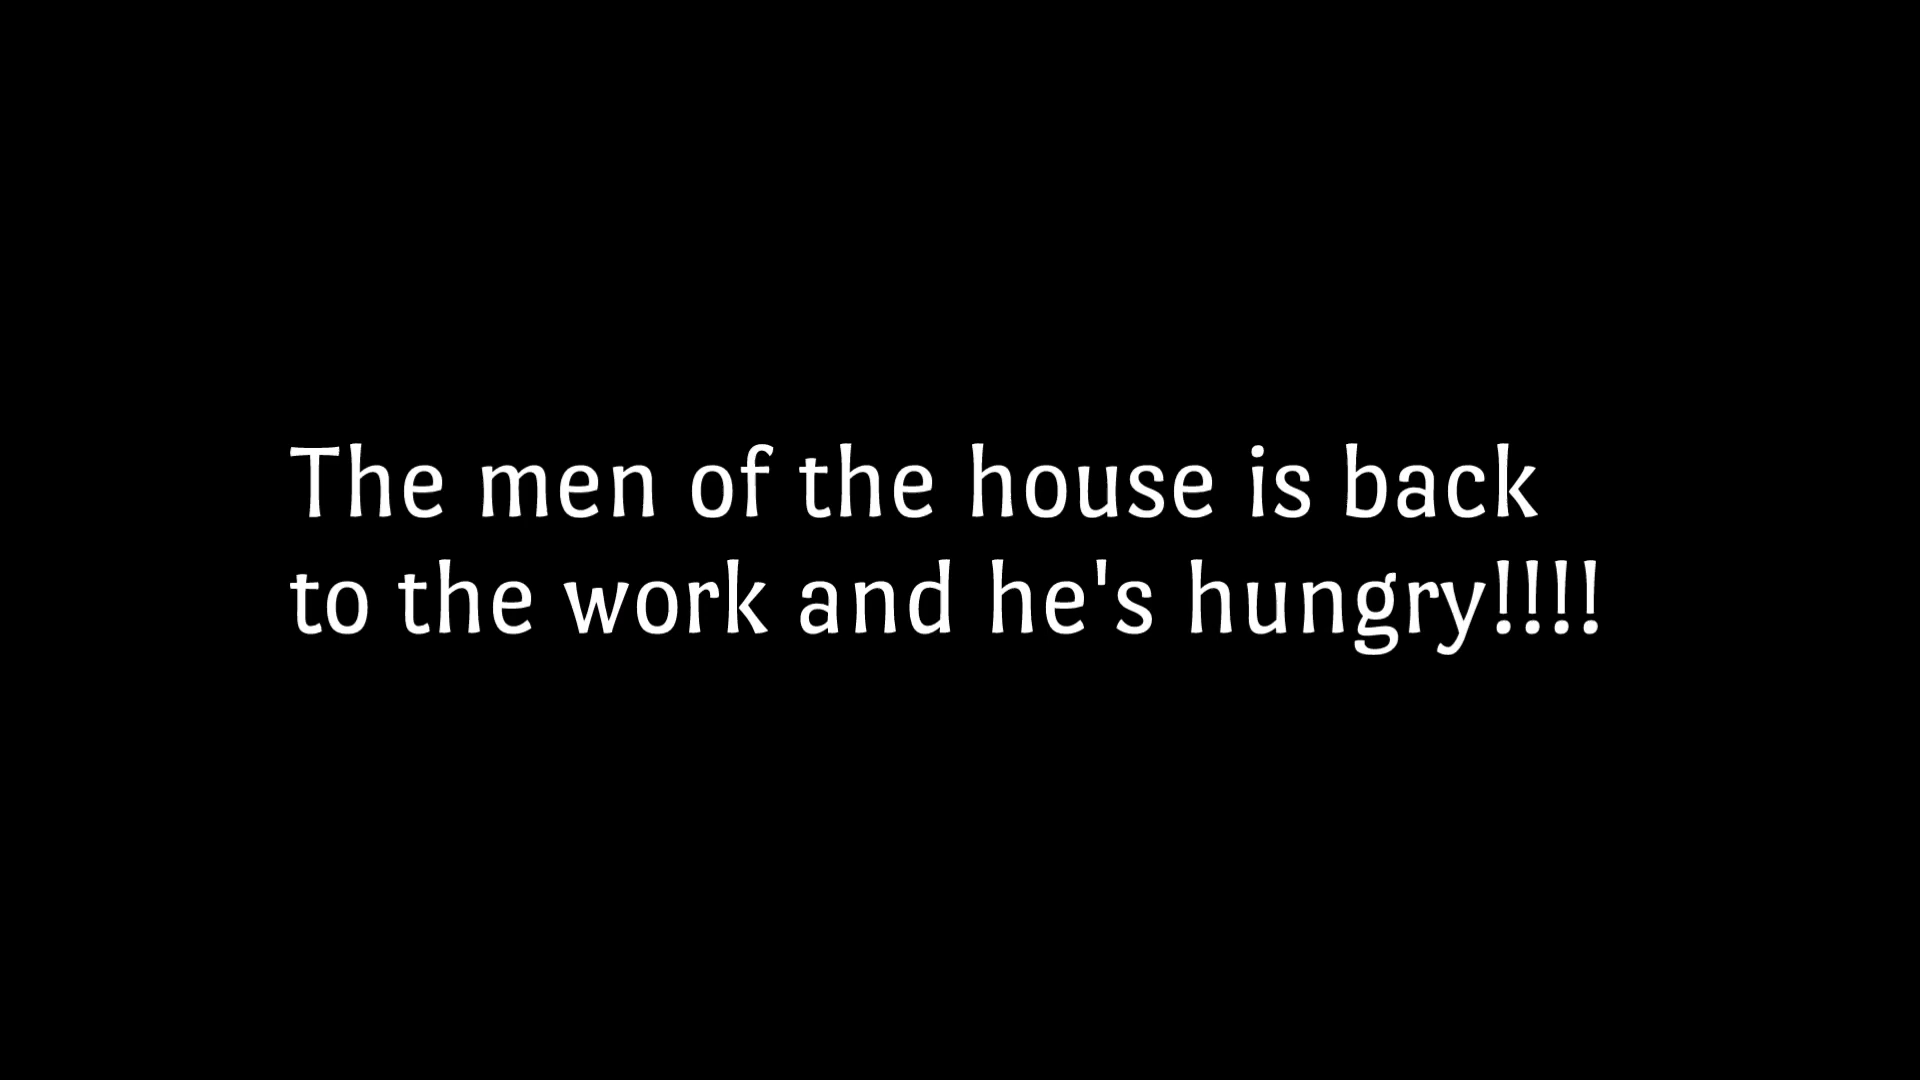 The men of the house is back
to the work and he's hungry!!!!